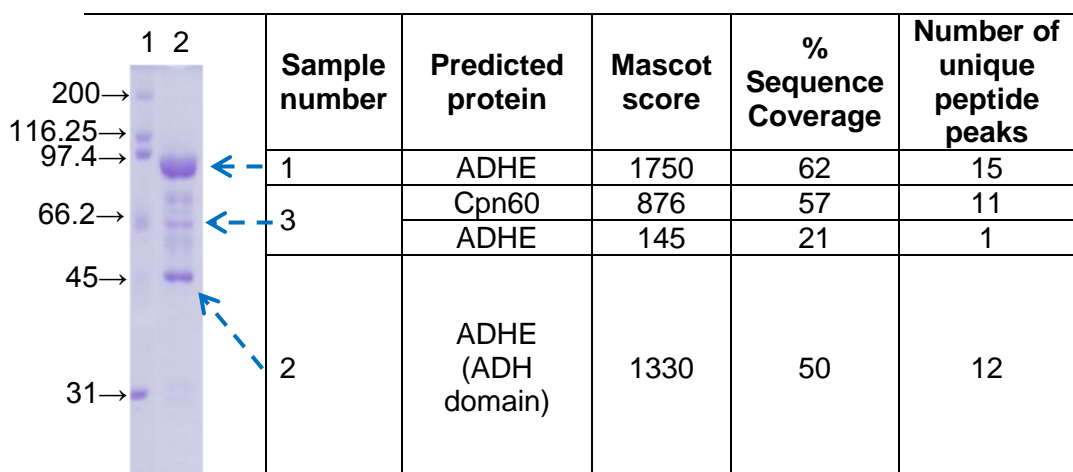 1 2
200→
116.25→
97.4→
66.2→
45→
31→
Sample number
Predicted protein
Mascot score
% Sequence Coverage
Number of unique peptide peaks
1 ADHE 1750 62 15
3 Cpn60 876 57 11
ADHE 145 21 1
2 ADHE (ADH domain) 1330 50 12